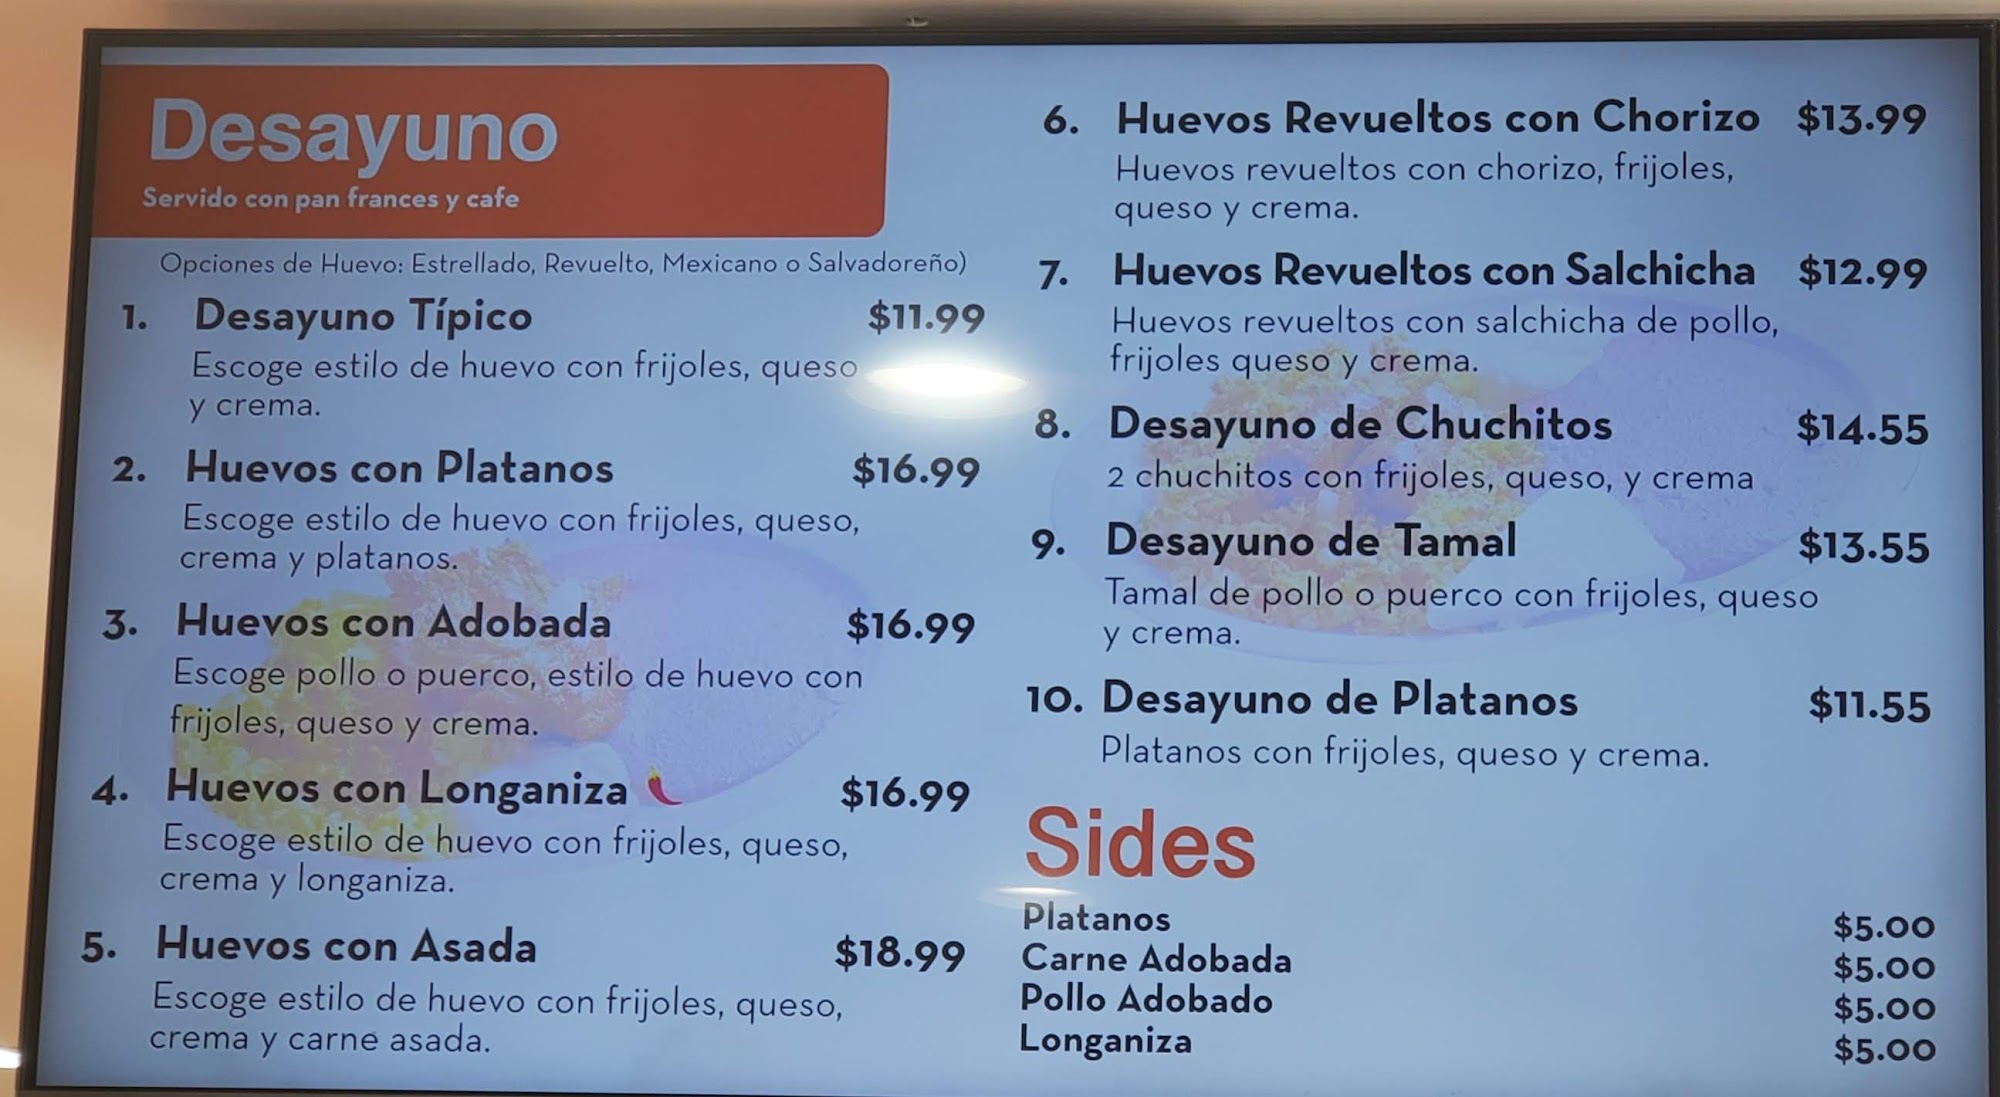 Desayuno
Servido con pan frances y cafe
Opciones de Huevo: Estrellado, Revuelto, Mexicano o Salvadoreño)
1. Desayuno Típico $11.99
Escoge estilo de huevo con frijoles, queso
y crema.
2. Huevos con Platanos $16.99
Escoge estilo de huevo con frijoles, queso,
crema y platanos.
3. Huevos con Adobada $16.99
Escoge pollo o puerco, estilo de huevo con
frijoles, queso y crema.
4. Huevos con Longaniza $16.99
Escoge estilo de huevo con frijoles, queso,
crema y longaniza.
5. Huevos con Asada $18.99
Escoge estilo de huevo con frijoles, queso,
crema y carne asada.
6. Huevos Revueltos con Chorizo $13.99
Huevos revueltos con chorizo, frijoles,
queso y crema.
7. Huevos Revueltos con Salchicha $12.99
Huevos revueltos con salchicha de pollo,
frijoles queso y crema.
8. Desayuno de Chuchitos $14.55
2 chuchitos con frijoles, queso, y crema
9. Desayuno de Tamal $13.55
Tamal de pollo o puerco con frijoles, queso
y crema.
10. Desayuno de Platanos $11.55
Platanos con frijoles, queso y crema.
Sides
Platanos $5.00
Carne Adobada $5.00
Pollo Adobado $5.00
Longaniza $5.00